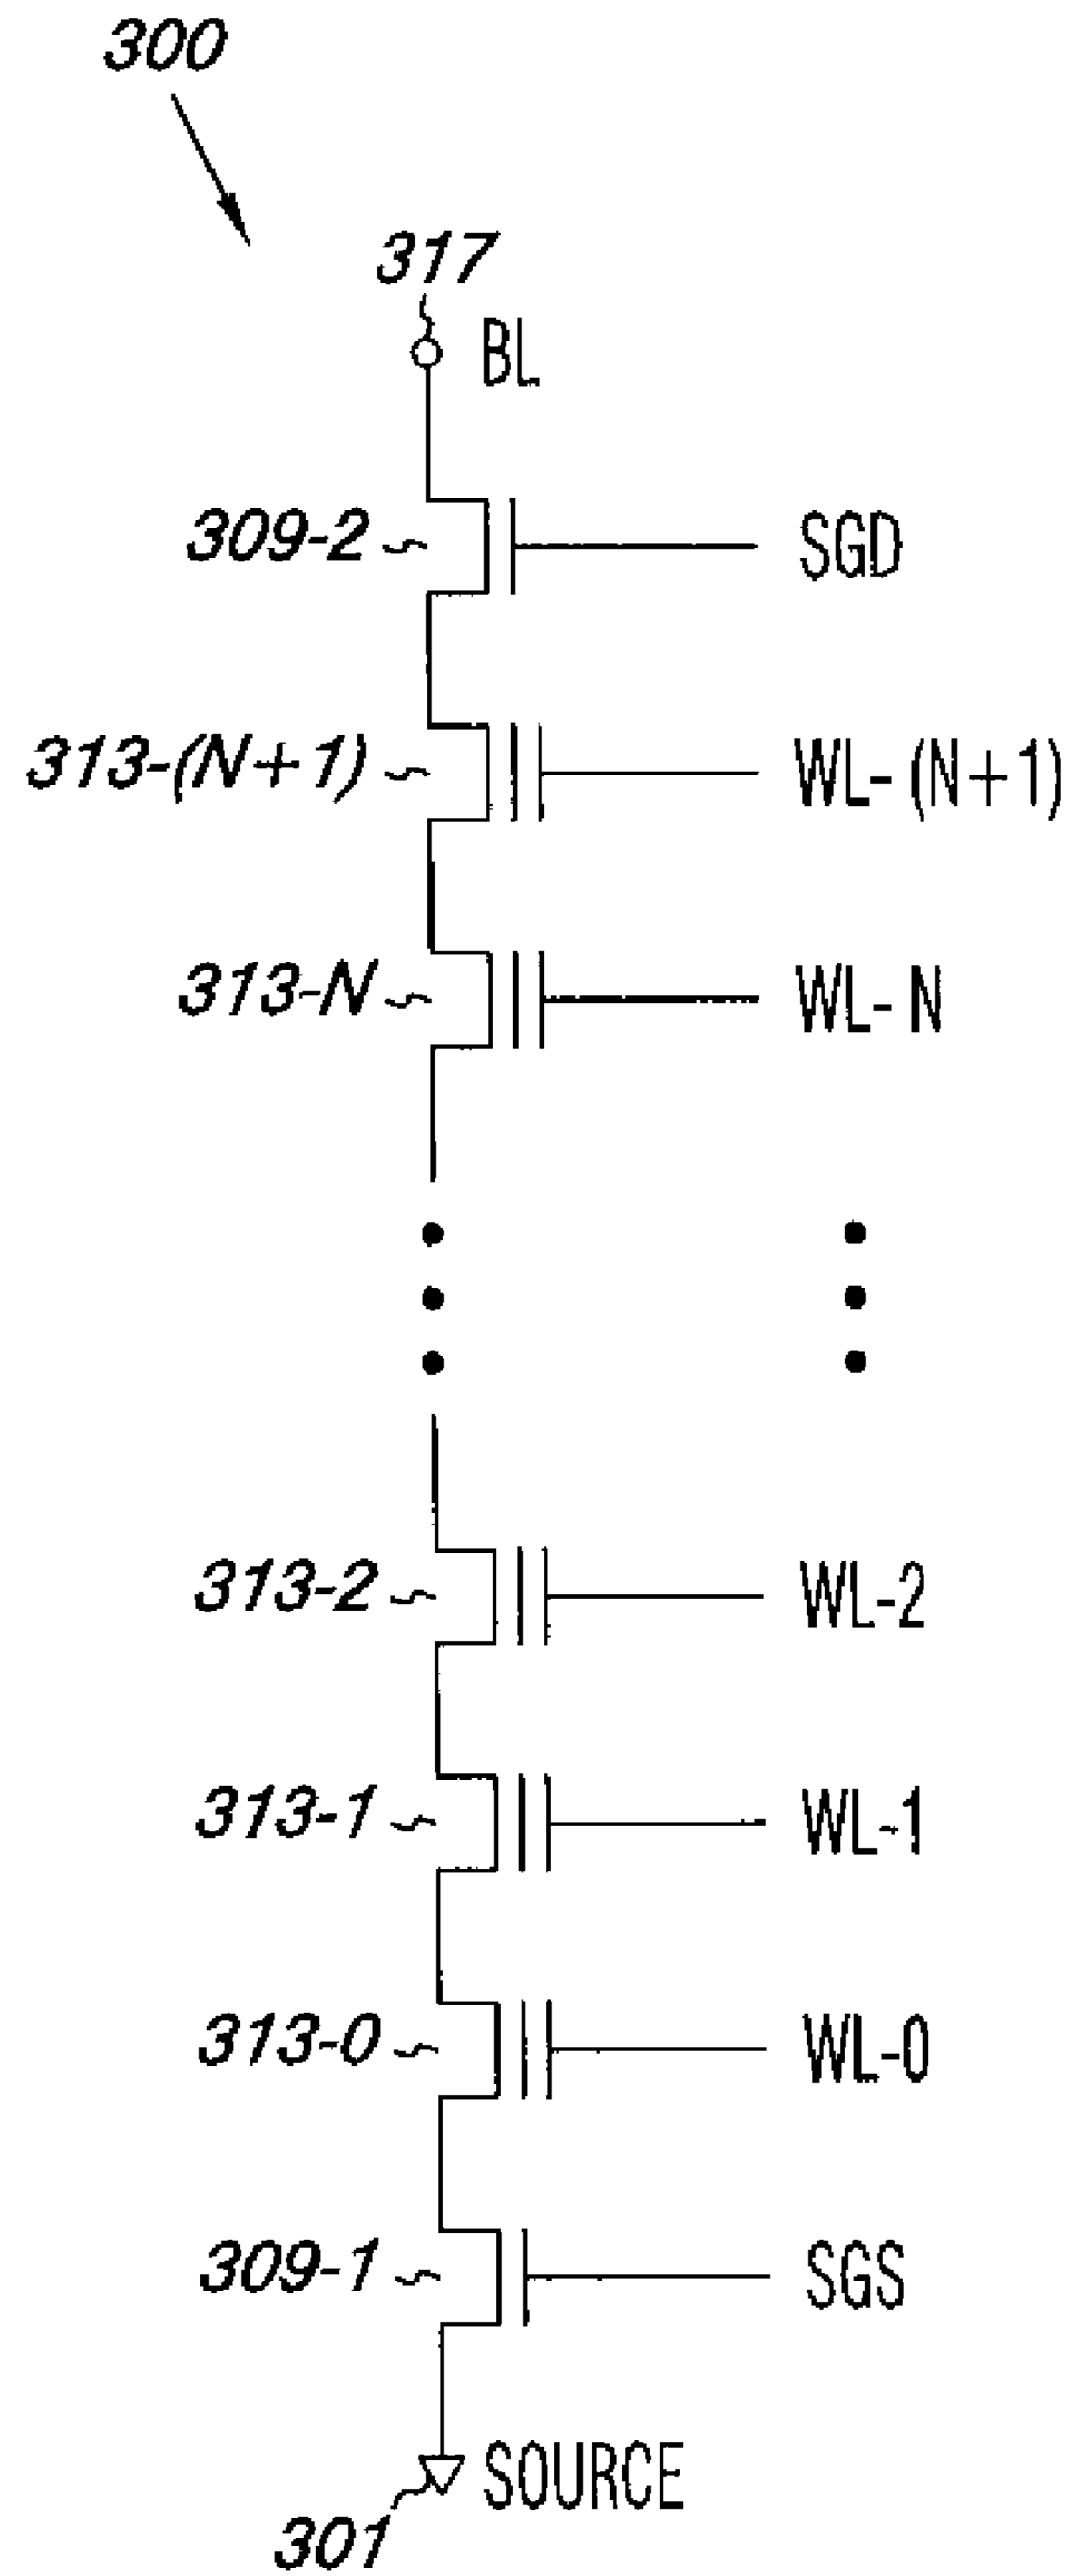 300
317
BL
309-2 SGD
313-(N+1) WL-(N+1)
313-N WL-N
313-2 WL-2
313-1 WL-1
313-0 WL-0
309-1 SGS
SOURCE
301